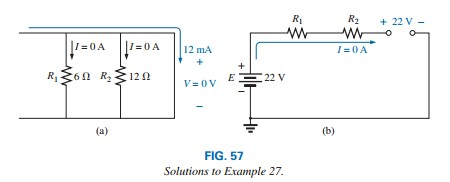 I = 0 A
I = 0 A
12 mA
+
R1
6 Ω
R2
12 Ω
V = 0 V
–
(a)
R1
R2
+ 22 V –
I = 0 A
+
E
22 V
–
(b)
FIG. 57
Solutions to Example 27.